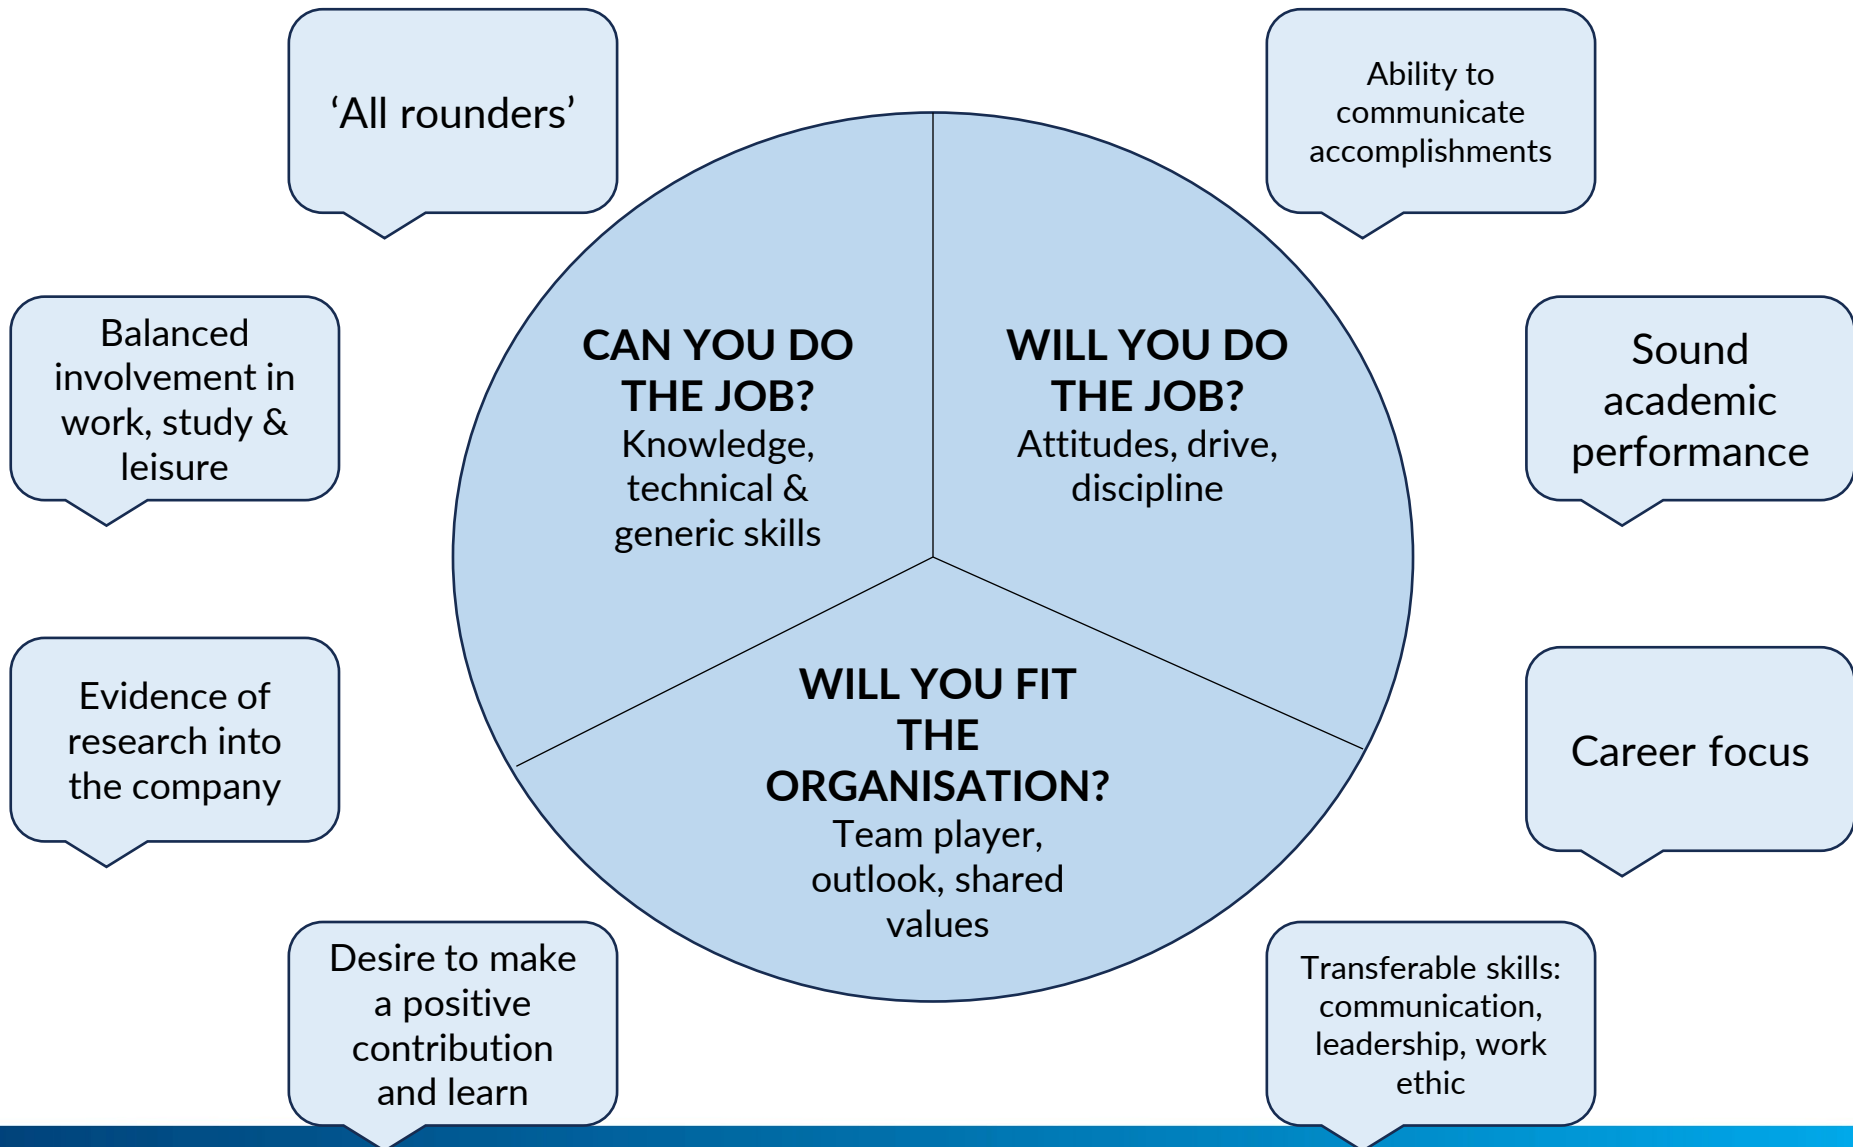 ‘All rounders’
Ability to
communicate
accomplishments
Balanced
involvement in
work, study &
leisure
CAN YOU DO
THE JOB?
Knowledge,
technical &
generic skills
WILL YOU DO
THE JOB?
Attitudes, drive,
discipline
Sound
academic
performance
Evidence of
research into
the company
WILL YOU FIT
THE
ORGANISATION?
Team player,
outlook, shared
values
Career focus
Desire to make
a positive
contribution
and learn
Transferable skills:
communication,
leadership, work
ethic